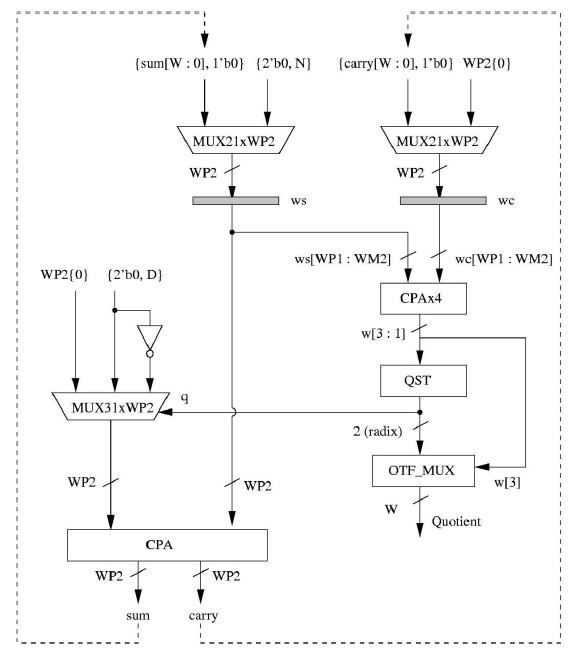 {sum[W : 0], 1'b0} {2'b0, N} {carry[W : 0], 1'b0} WP2{0}
MUX21xWP2 MUX21xWP2
WP2 WP2
ws wc
ws[WP1 : WM2] wc[WP1 : WM2]
WP2{0} {2'b0, D}
CPAx4
w[3 : 1]
QST
q
MUX31xWP2
2 (radix)
OTF_MUX
w[3]
WP2 WP2
W
Quotient
CPA
WP2 WP2
sum carry